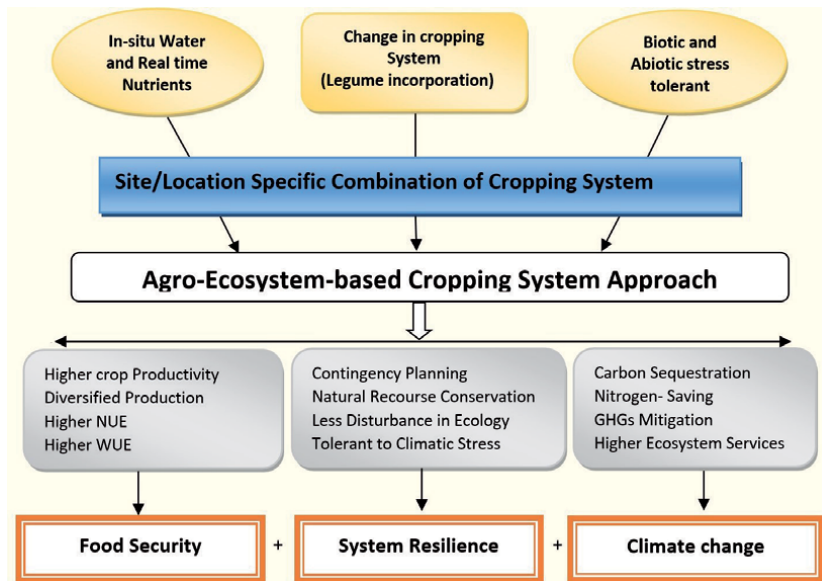 In-situ Water
and Real time
Nutrients
Change in cropping
System
(Legume incorporation)
Biotic and
Abiotic stress
tolerant
Site/Location Specific Combination of Cropping System
Agro-Ecosystem-based Cropping System Approach
Higher crop Productivity
Diversified Production
Higher NUE
Higher WUE
Contingency Planning
Natural Recourse Conservation
Less Disturbance in Ecology
Tolerant to Climatic Stress
Carbon Sequestration
Nitrogen- Saving
GHGs Mitigation
Higher Ecosystem Services
Food Security + System Resilience + Climate change